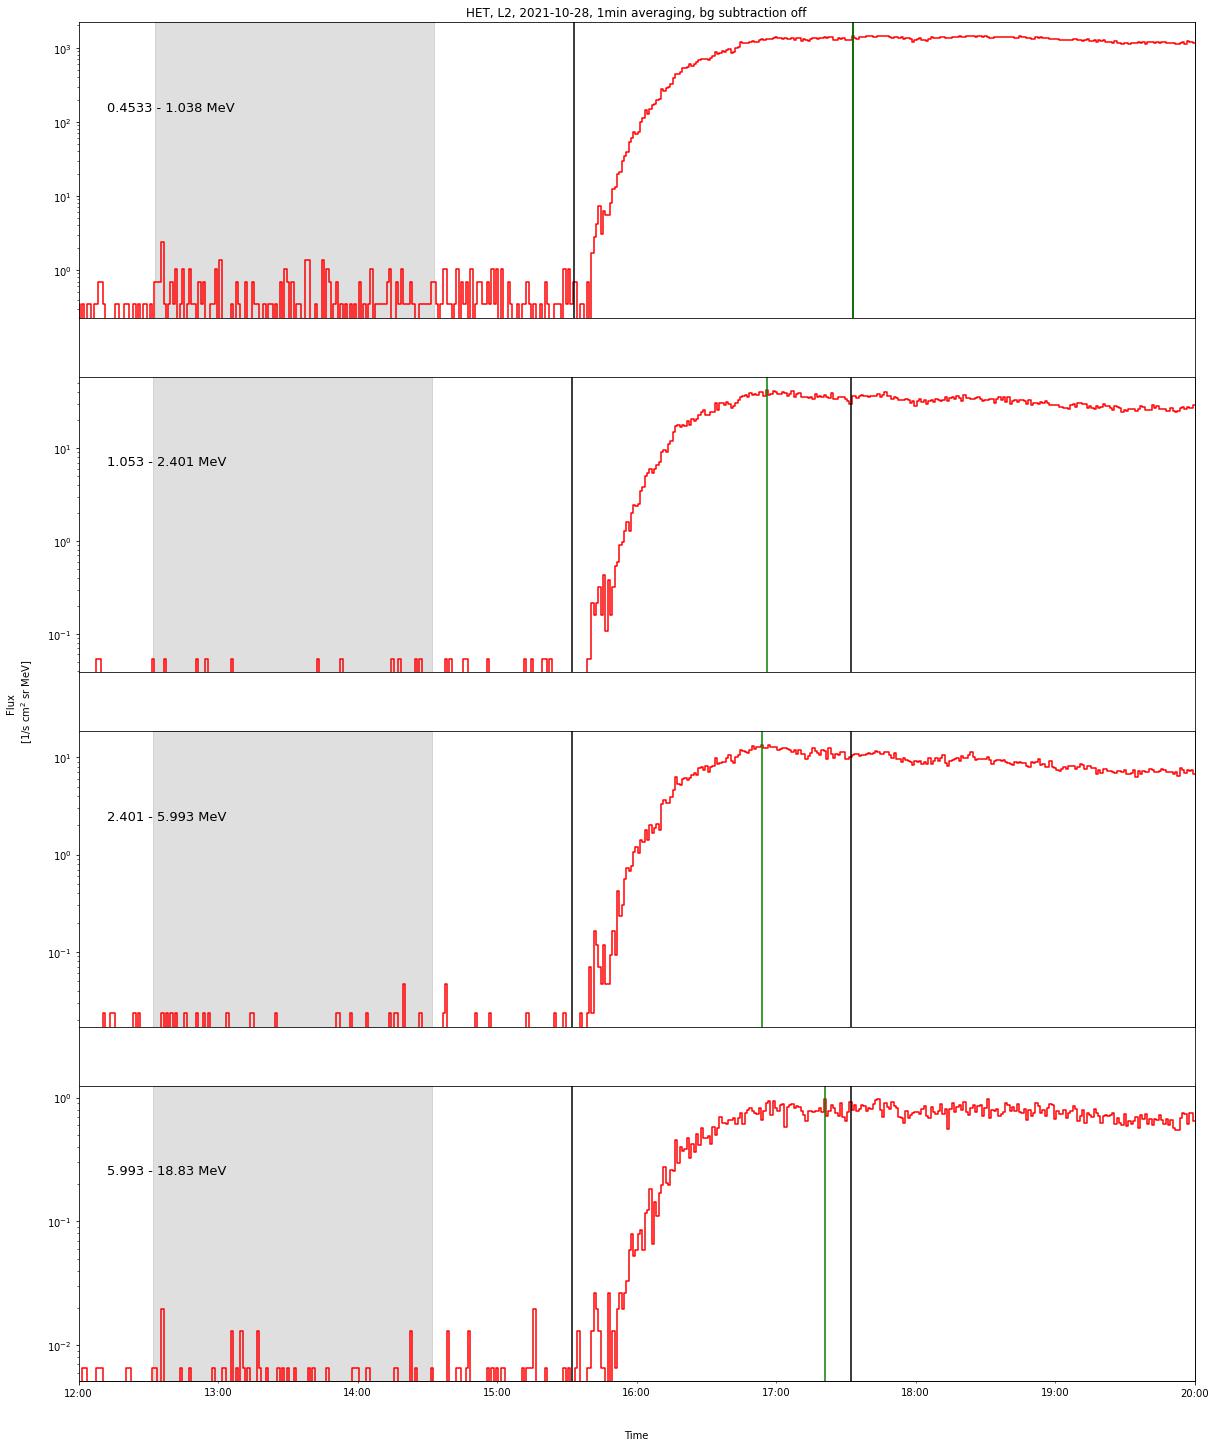 HET, L2, 2021-10-28, 1min averaging, bg subtraction off
10³
10²
10¹
10⁰
0.4533 - 1.038 MeV
10¹
10⁰
10⁻¹
1.053 - 2.401 MeV
Flux
[1/s cm² sr MeV]
10¹
10⁰
10⁻¹
2.401 - 5.993 MeV
10⁰
10⁻¹
10⁻²
5.993 - 18.83 MeV
12:00 13:00 14:00 15:00 16:00 17:00 18:00 19:00 20:00
Time